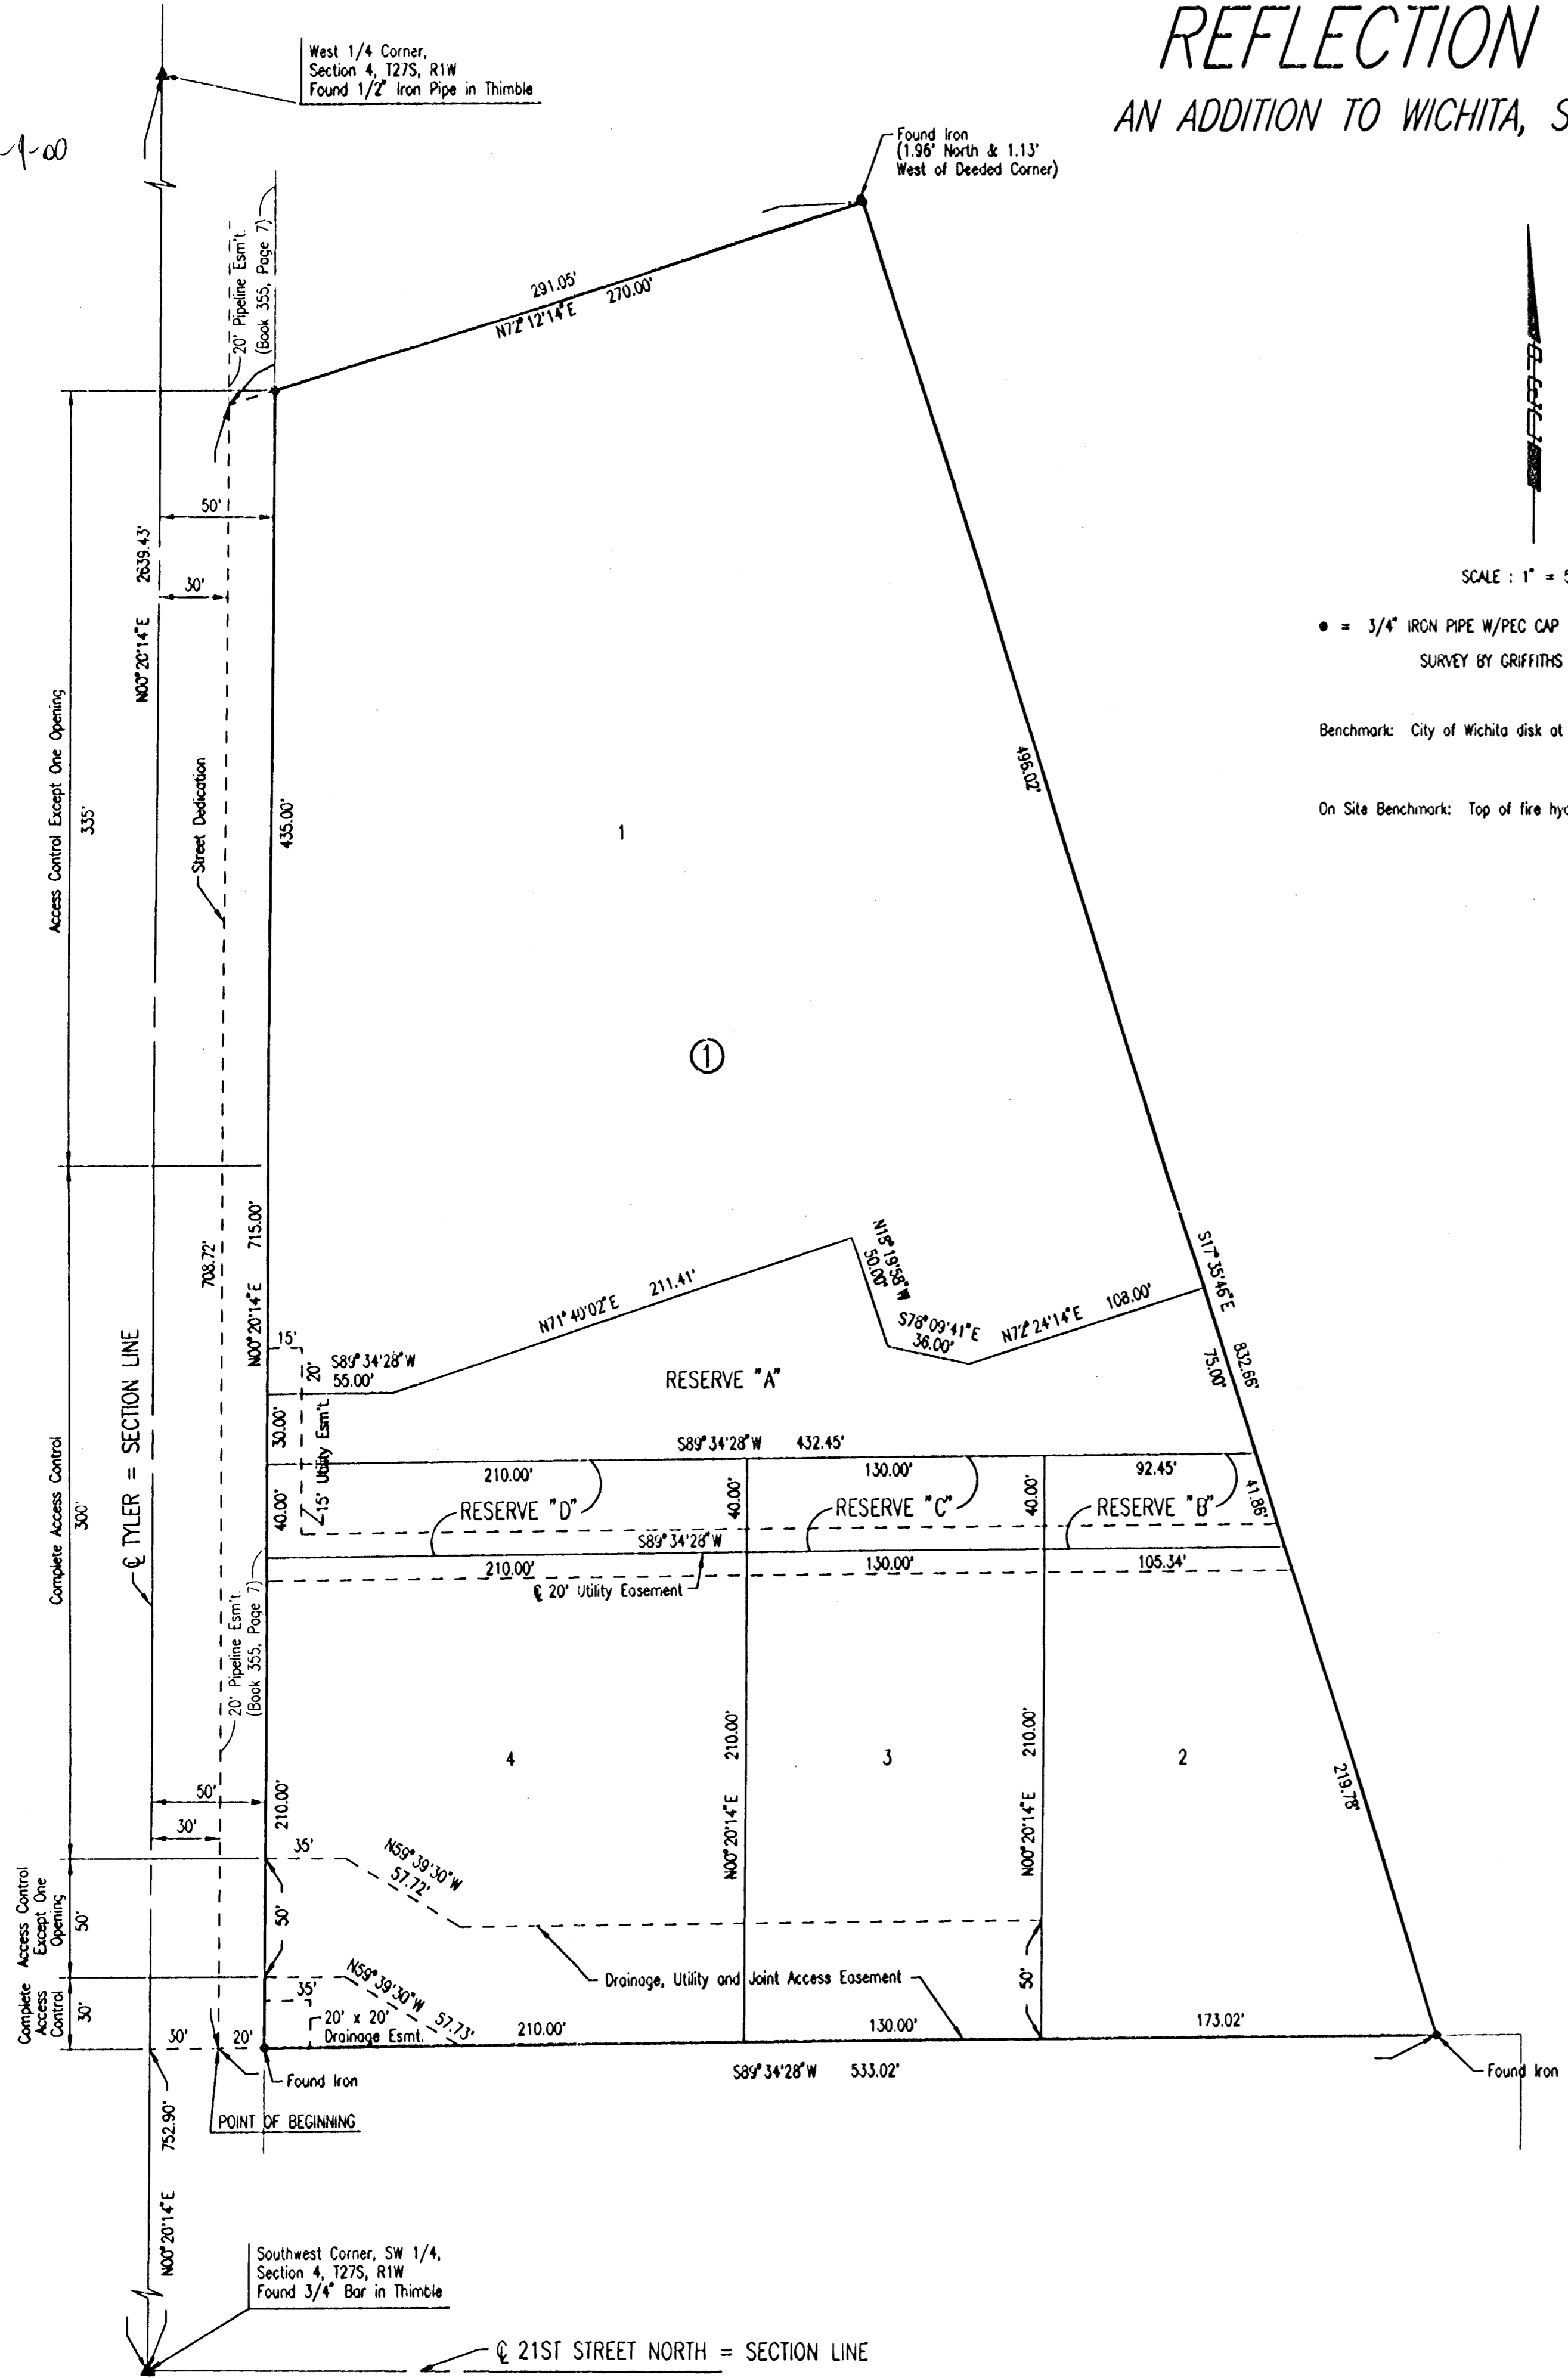 REFLECTION
AN ADDITION TO WICHITA, S
West 1/4 Corner,
Section 4, T27S, R1W
Found 1/2" Iron Pipe in Thimble
Found Iron
(1.96' North & 1.13'
West of Deeded Corner)
20' Pipeline Esm't.
(Book 355, Page 7)
291.05'
N72°12'14"E 270.00'
50'
30'
N00°20'14"E 2639.43'
Access Control Except One Opening
335'
Street Dedication
435.00'
1
496.02'
SCALE : 1" = 5
● = 3/4" IRON PIPE W/PEC CAP
SURVEY BY GRIFFITHS
Benchmark: City of Wichita disk at
On Site Benchmark: Top of fire hyd
1
708.72'
N00°20'14"E 715.00'
N71°40'02"E 211.41'
N18°19'58"W
50.00'
S78°09'41"E
36.00'
N72°24'14"E 108.00'
S17°35'46"E 832.66'
75.00'
15'
20'
S89°34'28"W
55.00'
RESERVE "A"
30.00'
15' Utility Esm't.
S89°34'28"W 432.45'
210.00'
130.00'
92.45'
40.00'
RESERVE "D"
40.00'
RESERVE "C"
40.00'
RESERVE "B"
41.86'
S89°34'28"W
210.00'
130.00'
105.34'
℄ 20' Utility Easement
℄ TYLER = SECTION LINE
Complete Access Control
300'
20' Pipeline Esm't.
(Book 355, Page 7)
4
N00°20'14"E 210.00'
3
N00°20'14"E 210.00'
2
219.78'
50'
30'
210.00'
35'
N59°39'30"W
57.72'
Complete Access Control
Except One
Opening
50'
50'
Drainage, Utility and Joint Access Easement
50'
Complete
Access
Control
30'
N59°39'30"W 57.73'
35'
20' x 20'
Drainage Esmt.
30'
20'
210.00'
130.00'
173.02'
S89°34'28"W 533.02'
Found Iron
Found Iron
POINT OF BEGINNING
N00°20'14"E 752.90'
Southwest Corner, SW 1/4,
Section 4, T27S, R1W
Found 3/4" Bar in Thimble
℄ 21ST STREET NORTH = SECTION LINE